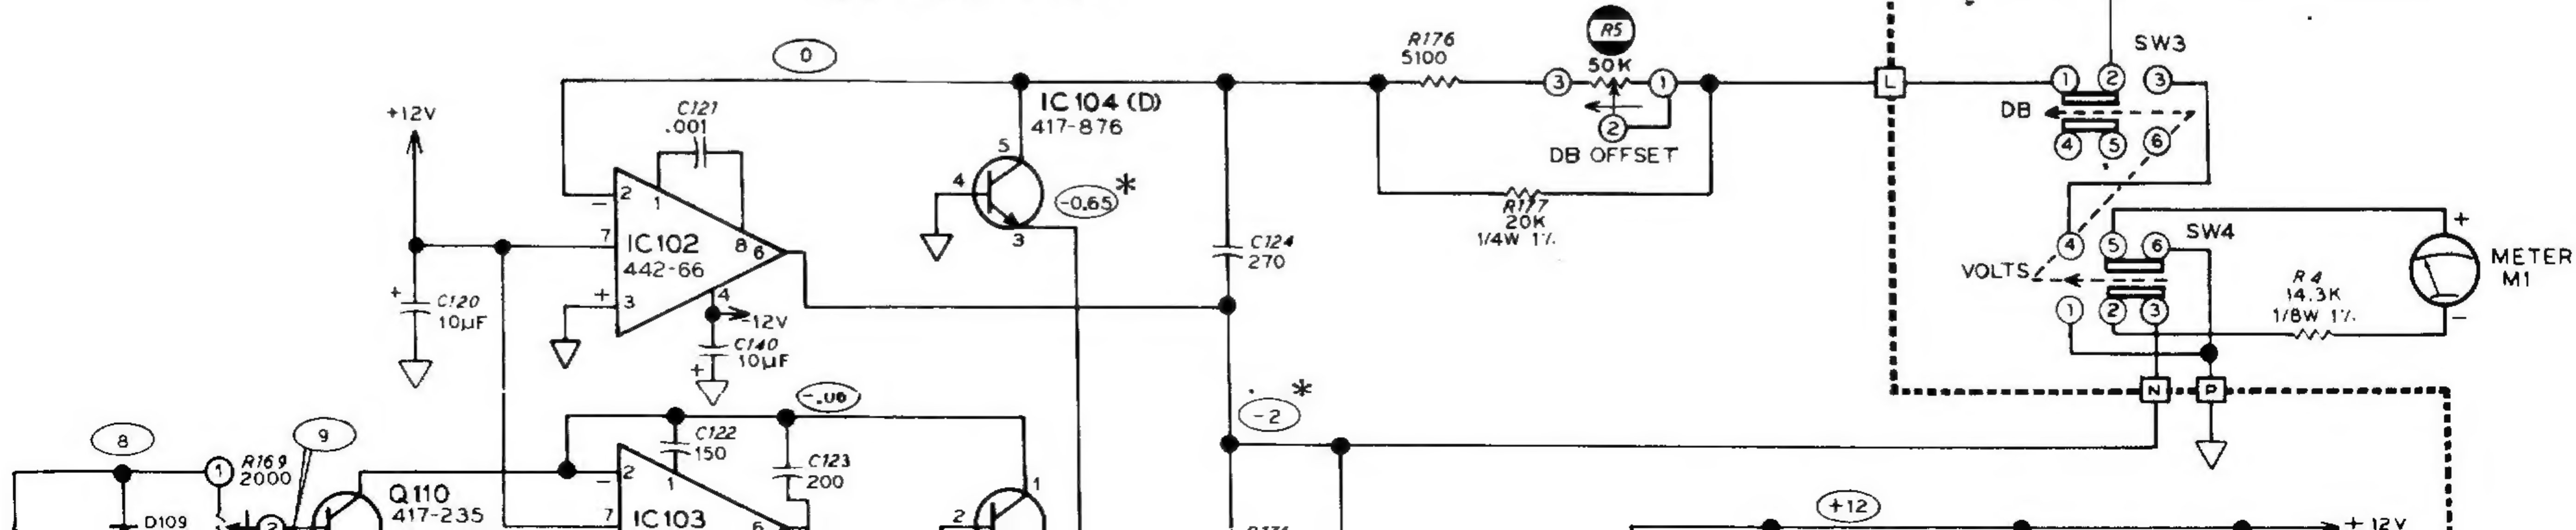 0
+12V
C121
.001
IC104 (D)
417-876
5
4
3
-0.65 *
2
-
1
7
IC102
442-66
8
6
+
3
4
-12V
+
C120
10µF
C140
10µF
+
C124
270
R176
5100
R5
50K
3
1
2
DB OFFSET
R177
20K
1/4W 1%
L
SW3
1
2
3
DB
4
5
6
SW4
4
5
6
VOLTS
1
2
3
R4
14.3K
1/8W 1%
+
METER
M1
-
N
P
-2 *
-.06
8
9
1
R169
2000
Q110
417-235
D109
2
2
-
1
7
IC103
6
C122
150
C123
200
1
2
+12
+12V